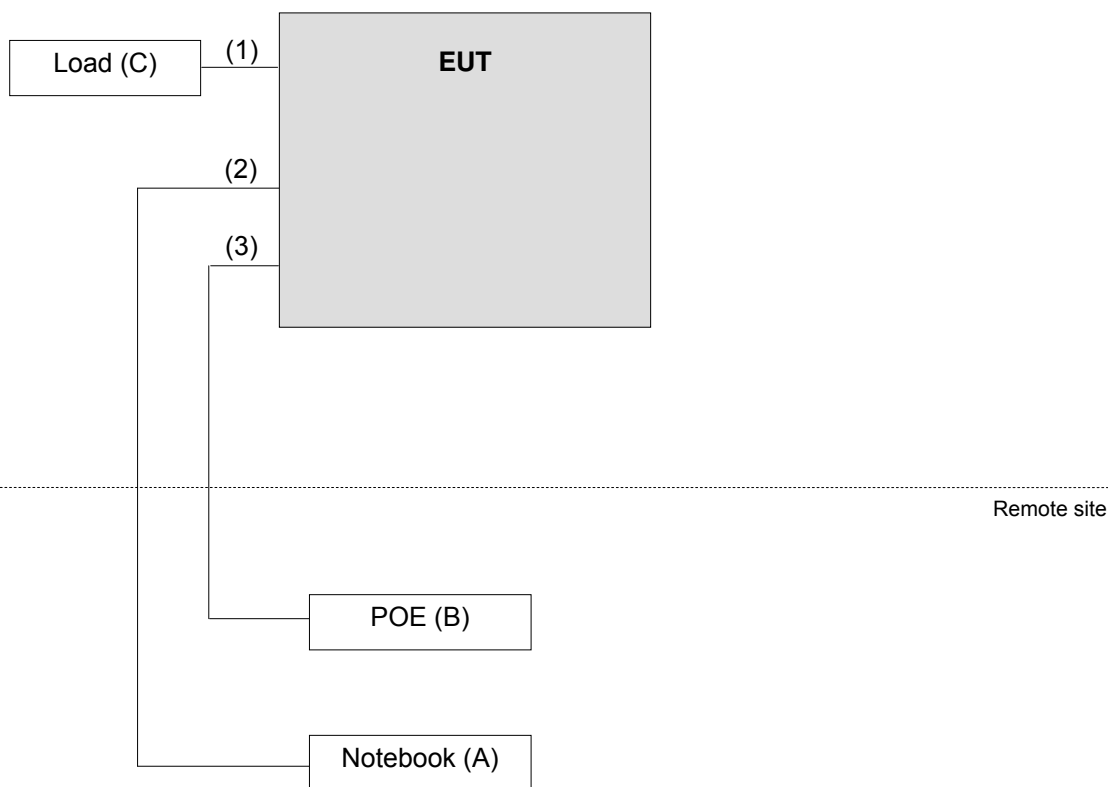 Load (C)
(1)
EUT
(2)
(3)
Remote site
POE (B)
Notebook (A)